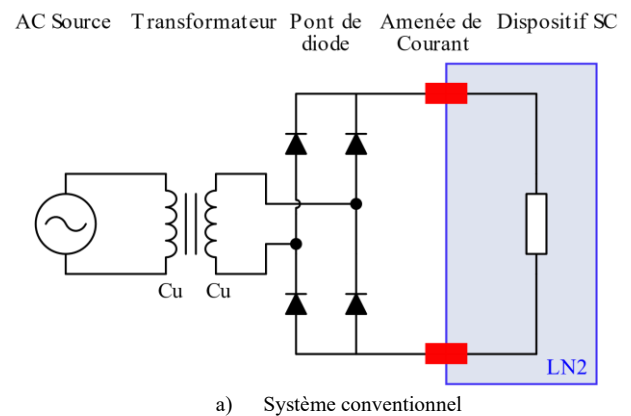 AC Source Transformateur Pont de diode Amenée de Courant Dispositif SC
Cu Cu
LN2
a) Système conventionnel